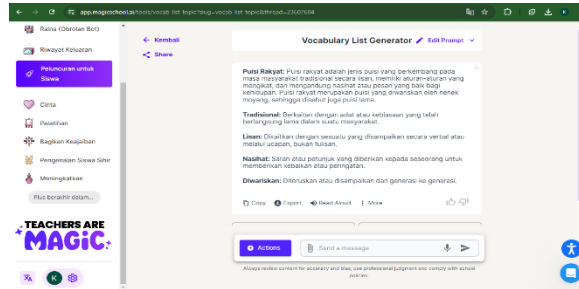 app.magicschool.ai/tools/vocab-list-topic?slug=vocab-list-topic&thread=23697604
Raina (Obrolan Bot)
Riwayat Keluaran
Peluncuran untuk
Siswa
Cinta
Pelatihan
Bagikan Keajaiban
Pengenalan Siswa Sihir
Meningkatkan
Plus berakhir dalam...
TEACHERS ARE
MAGiC
K
Kembali
Share
Vocabulary List Generator
Edit Prompt
Puisi Rakyat: Puisi rakyat adalah jenis puisi yang berkembang pada
masa masyarakat tradisional secara lisan, memiliki aturan-aturan yang
mengikat, dan mengandung nasihat atau pesan yang baik bagi
kehidupan. Puisi rakyat merupakan puisi yang diwariskan oleh nenek
moyang, sehingga disebut juga puisi lama.
Tradisional: Berkaitan dengan adat atau kebiasaan yang telah
berlangsung lama dalam suatu masyarakat.
Lisan: Dikaitkan dengan sesuatu yang disampaikan secara verbal atau
melalui ucapan, bukan tulisan.
Nasihat: Saran atau petunjuk yang diberikan kepada seseorang untuk
memberikan kebaikan atau peringatan.
Diwariskan: Diteruskan atau disampaikan dari generasi ke generasi.
Copy Export Read Aloud More
Actions
Send a message
Always review content for accuracy and bias, use professional judgment and comply with school
policies.